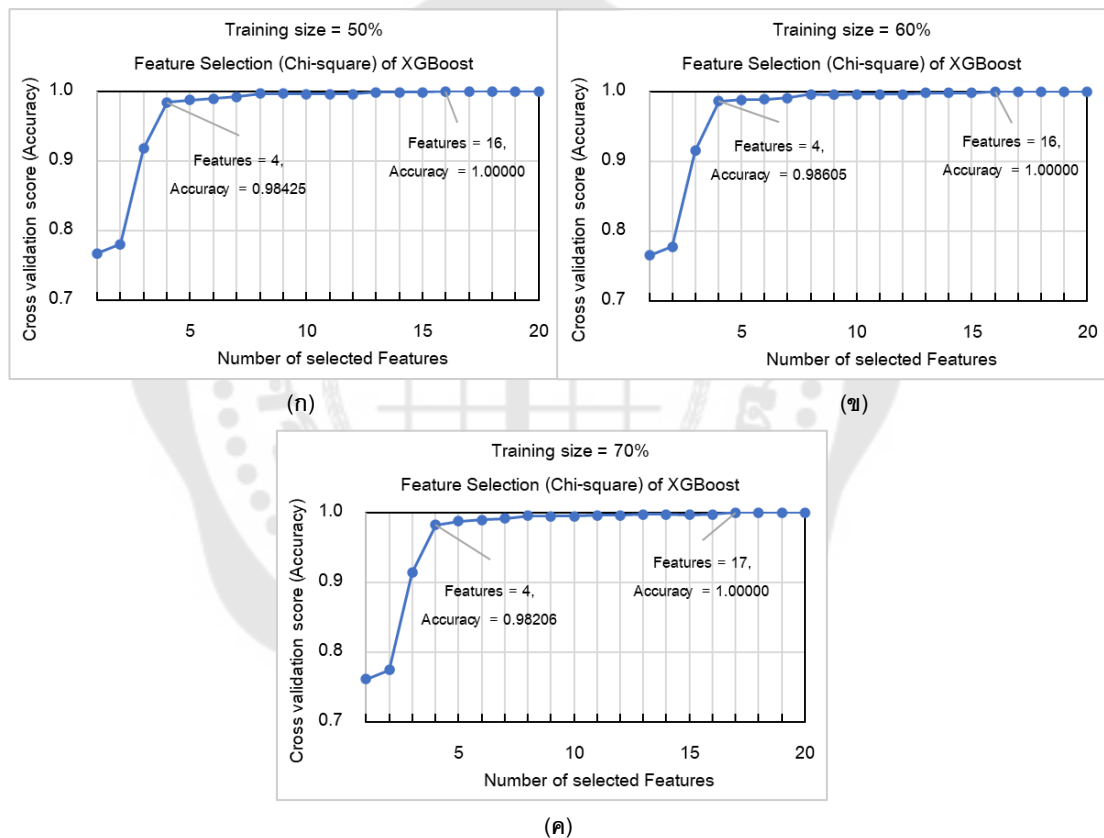 Training size = 50%
Feature Selection (Chi-square) of XGBoost
Cross validation score (Accuracy)
1.0
0.9
0.8
0.7
Features = 4,
Accuracy = 0.98425
Features = 16,
Accuracy = 1.00000
5 10 15 20
Number of selected Features
(ก)
Training size = 60%
Feature Selection (Chi-square) of XGBoost
Cross validation score (Accuracy)
1.0
0.9
0.8
0.7
Features = 4,
Accuracy = 0.98605
Features = 16,
Accuracy = 1.00000
5 10 15 20
Number of selected Features
(ข)
Training size = 70%
Feature Selection (Chi-square) of XGBoost
Cross validation score (Accuracy)
1.0
0.9
0.8
0.7
Features = 4,
Accuracy = 0.98206
Features = 17,
Accuracy = 1.00000
5 10 15 20
Number of selected Features
(ค)